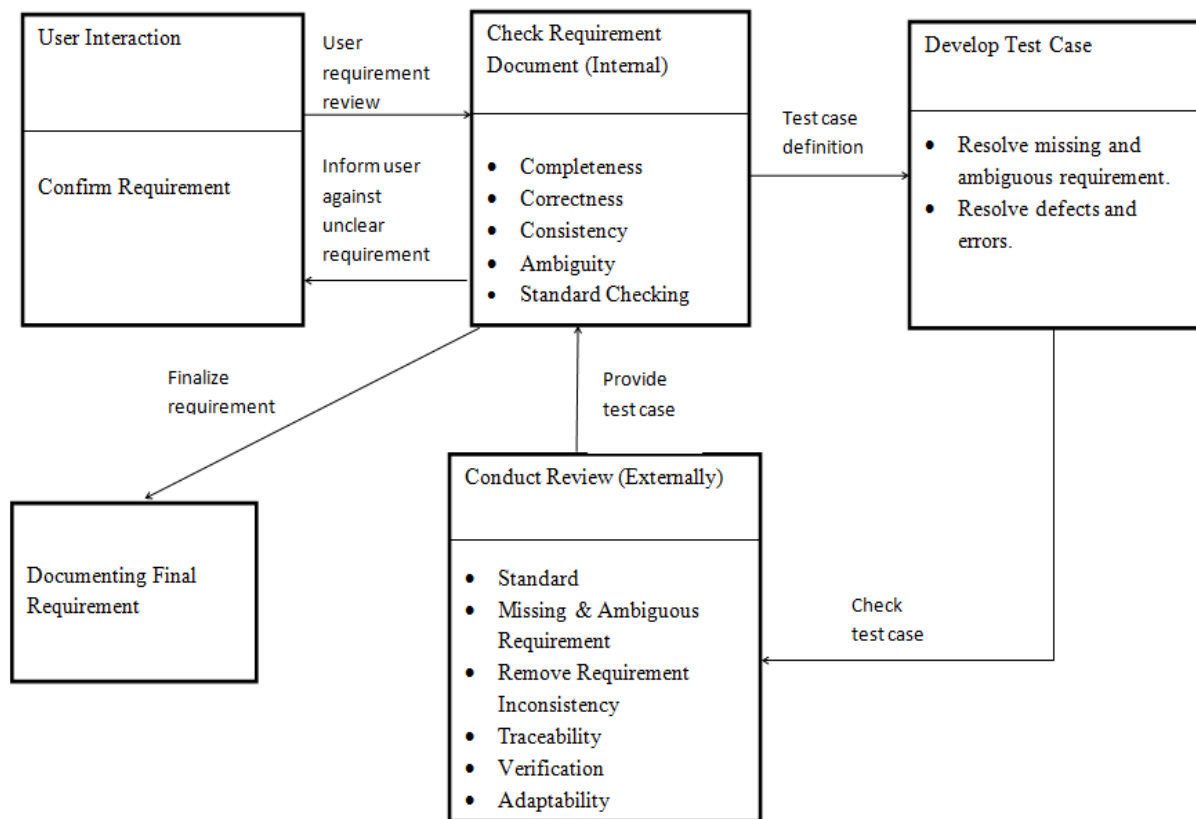 User Interaction
Confirm Requirement
User
requirement
review
Inform user
against
unclear
requirement
Check Requirement
Document (Internal)
• Completeness
• Correctness
• Consistency
• Ambiguity
• Standard Checking
Test case
definition
Develop Test Case
• Resolve missing and
ambiguous requirement.
• Resolve defects and
errors.
Finalize
requirement
Provide
test case
Documenting Final
Requirement
Conduct Review (Externally)
• Standard
• Missing & Ambiguous
Requirement
• Remove Requirement
Inconsistency
• Traceability
• Verification
• Adaptability
Check
test case